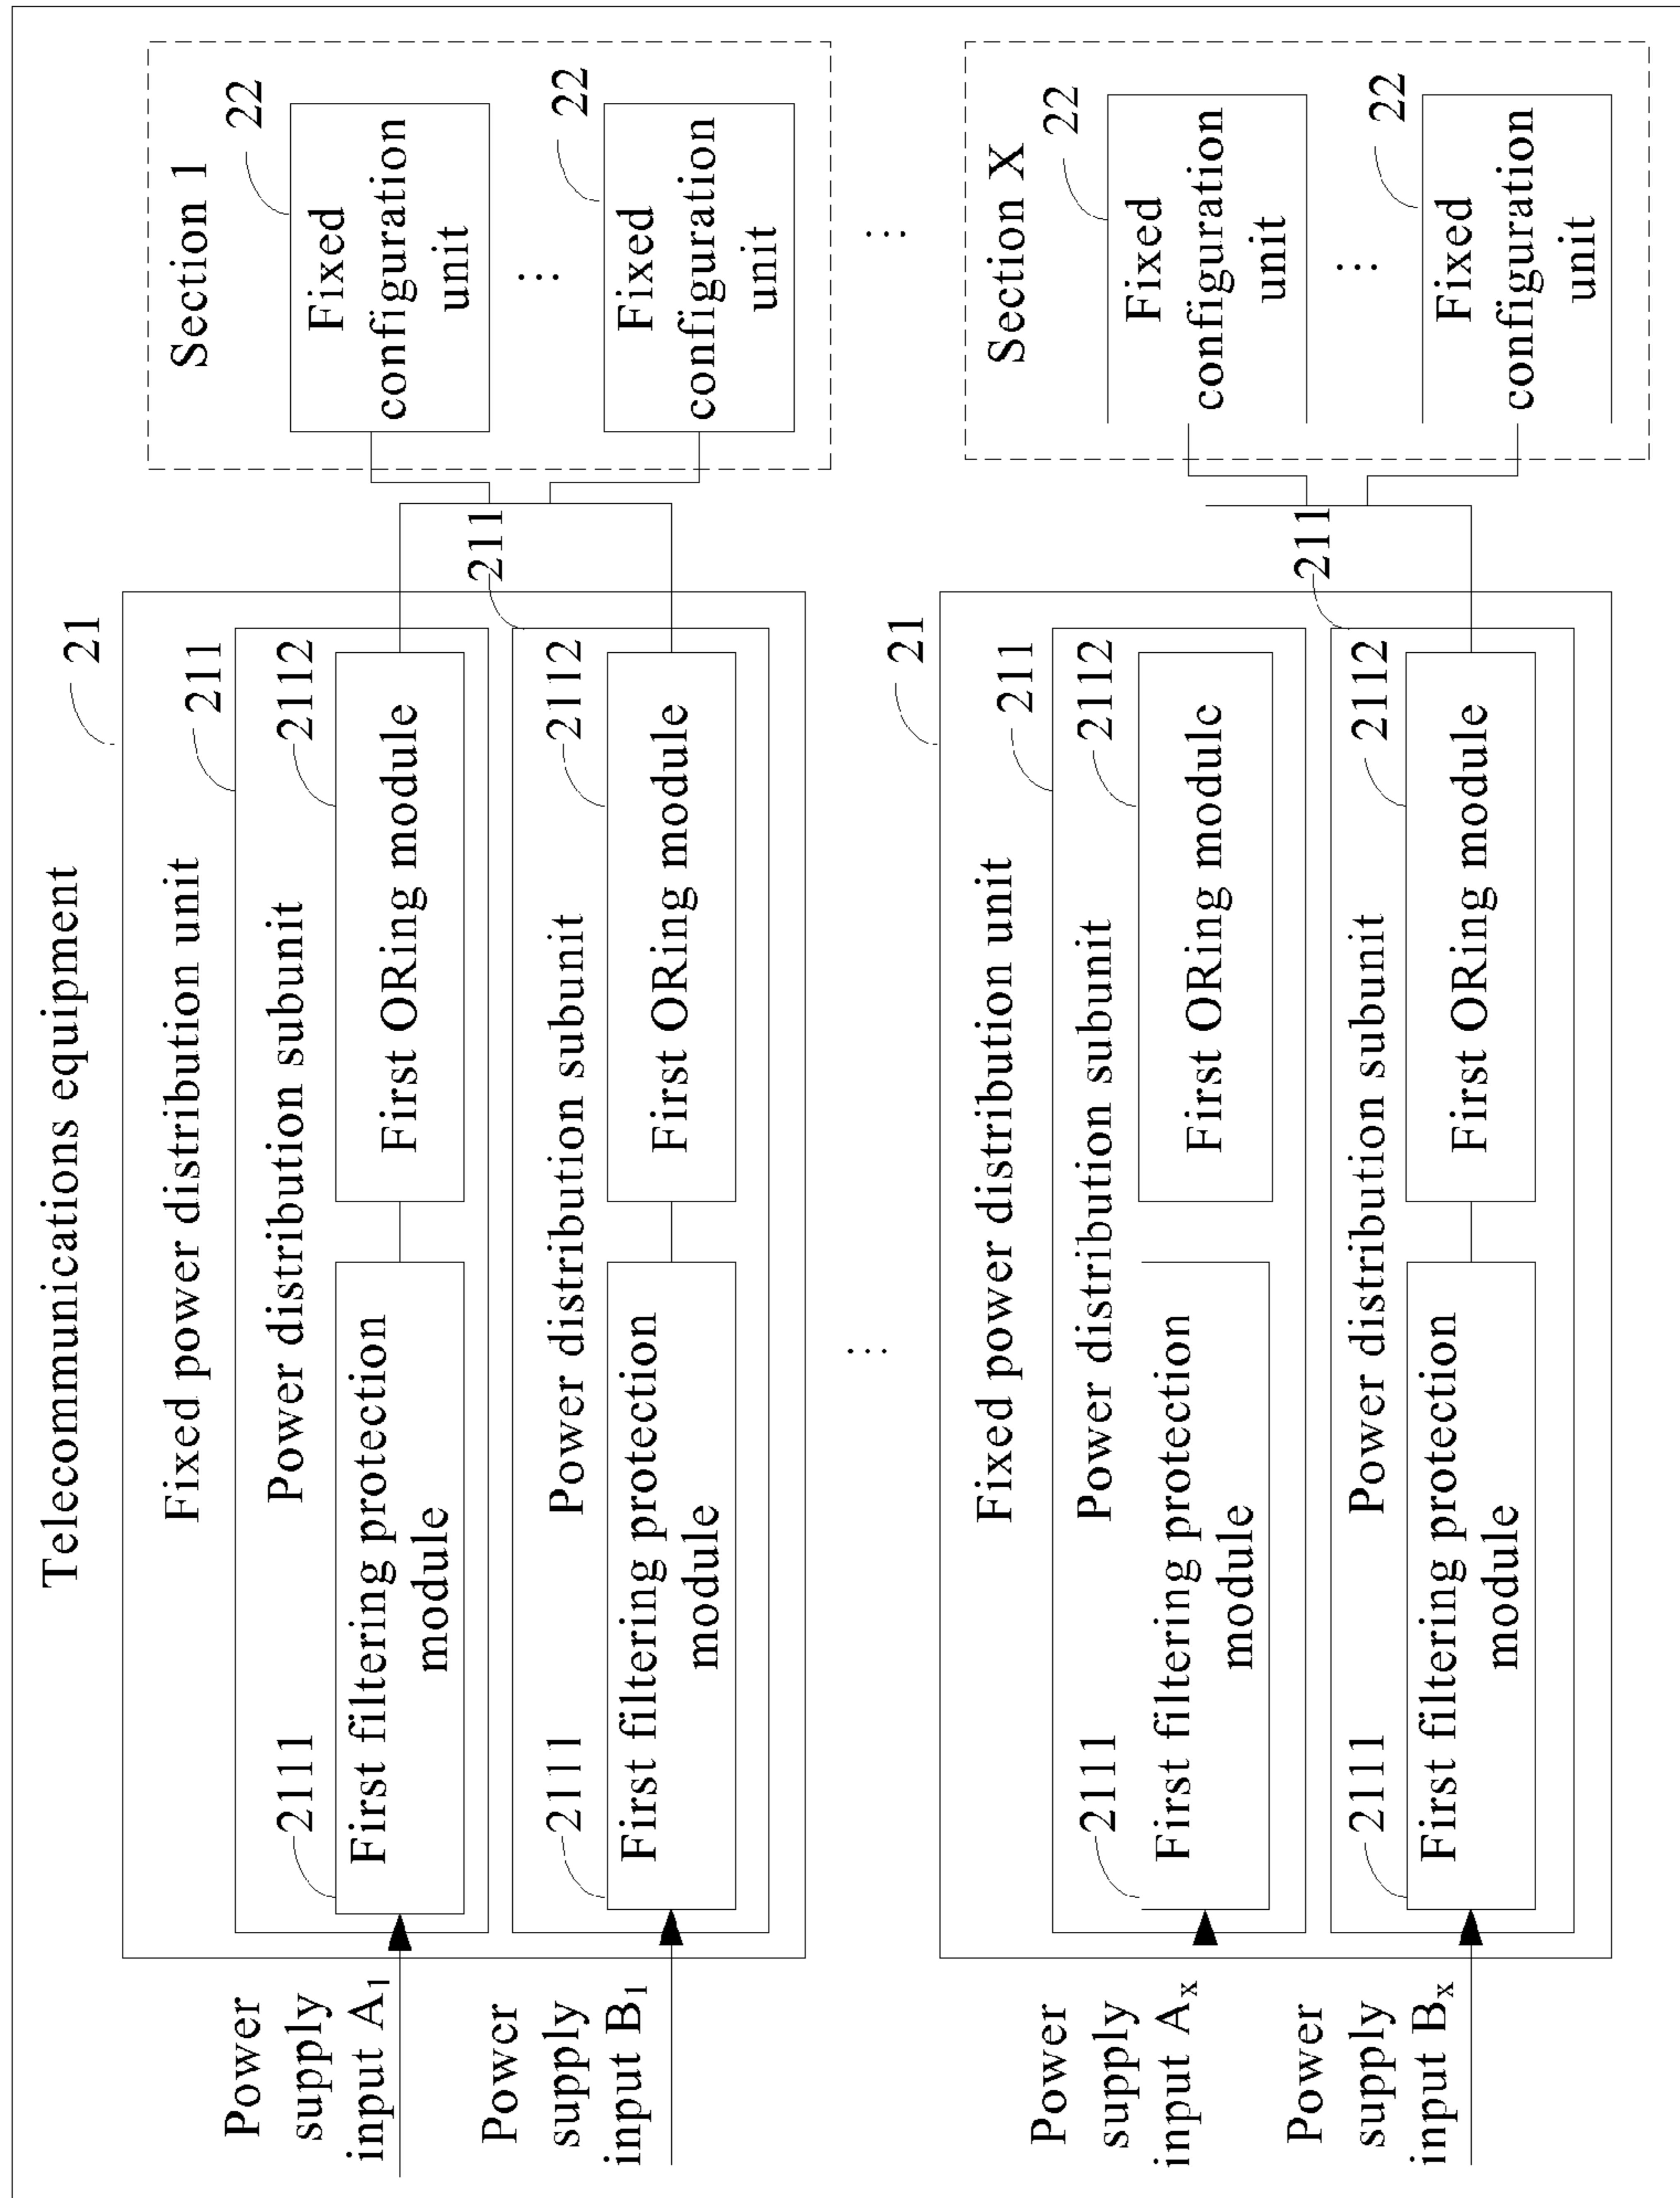 Telecommunications equipment
21
Fixed power distribution unit
211
Power distribution subunit
2111
2112
Power
supply
input A1
First filtering protection
module
First ORing module
211
Power distribution subunit
2111
2112
Powcr
supply
input B1
First filtering protection
module
First ORing module
Section 1
22
Fixed
configuration
unit
⋮
22
Fixed
configuration
unit
⋮
⋮
21
Fixed power distribution unit
211
Power distribution subunit
2111
2112
Power
supply
input Ax
First filtering protection
module
First ORing modulc
211
Power distribution subunit
2111
2112
Power
supply
input Bx
First filtering protection
module
First ORing module
Section X
22
Fixed
configuration
unit
⋮
22
Fixed
configuration
unit